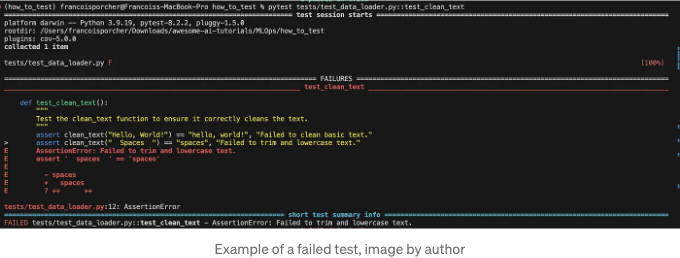 (how_to_test) francoisporcher@Francoiss-MacBook-Pro how_to_test % pytest tests/test_data_loader.py::test_clean_text
test session starts
platform darwin -- Python 3.9.19, pytest-8.2.2, pluggy-1.5.0
rootdir: /Users/francoisporcher/Downloads/awesome-ai-tutorials/MLOps/how_to_test
plugins: cov-5.0.0
collected 1 item
tests/test_data_loader.py F [100%]
FAILURES
test_clean_text
def test_clean_text():
"""
Test the clean_text function to ensure it correctly cleans the text.
"""
assert clean_text("Hello, World!") == "hello, world!", "Failed to clean basic text."
> assert clean_text("  Spaces  ") == "spaces", "Failed to trim and lowercase text."
E AssertionError: Failed to trim and lowercase text.
E assert '  spaces  ' == 'spaces'
E
E - spaces
E +   spaces
E ? ++ ++
tests/test_data_loader.py:12: AssertionError
short test summary info
FAILED tests/test_data_loader.py::test_clean_text - AssertionError: Failed to trim and lowercase text.
Example of a failed test, image by author